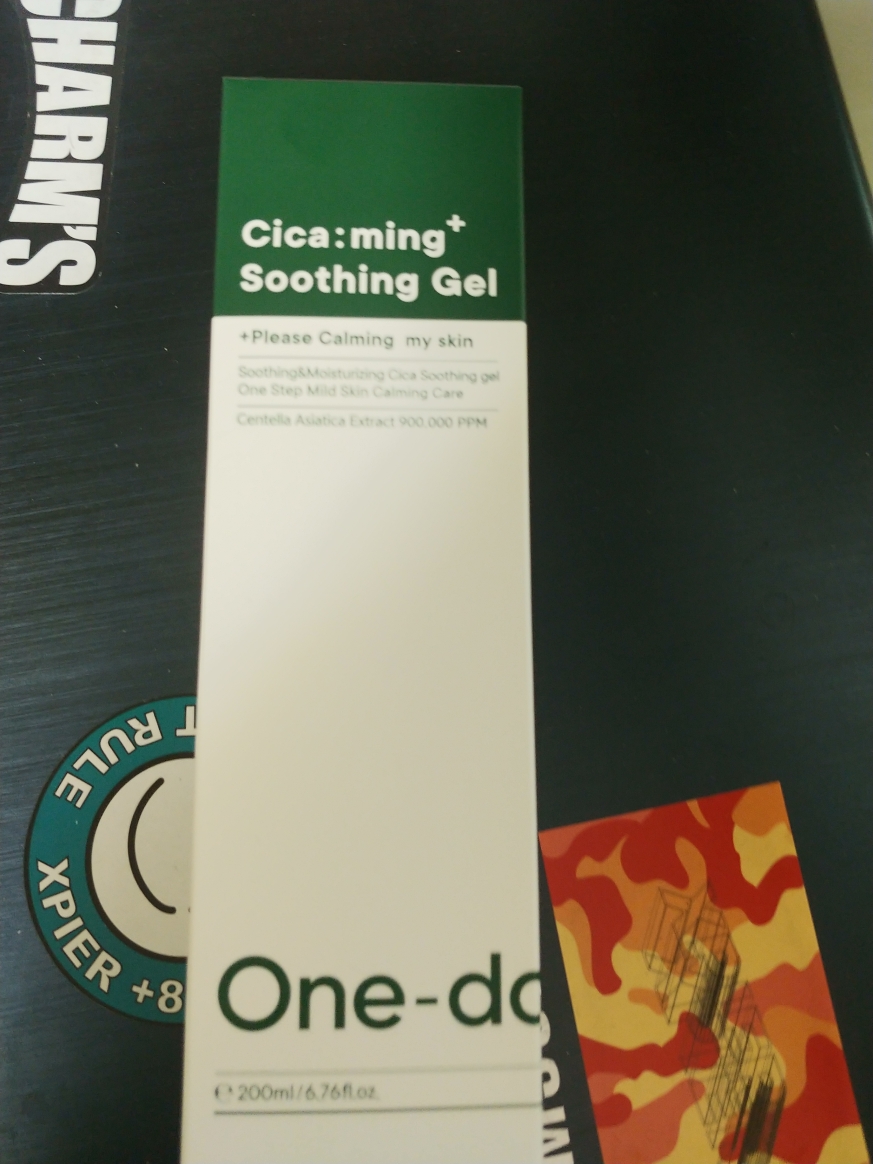 CHARM'S
Cica:ming+
Soothing Gel
+Please Calming my skin
Soothing&Moisturizing Cica Soothing gel
One Step Mild Skin Calming Care
Centella Asiatica Extract 900.000 PPM
T RULE
XPIER +8
One-da
℮ 200ml/6.76fl.oz.